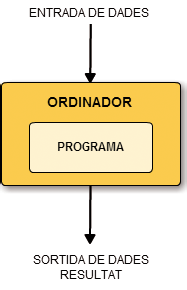 ENTRADA DE DADES
ORDINADOR
PROGRAMA
SORTIDA DE DADES
RESULTAT